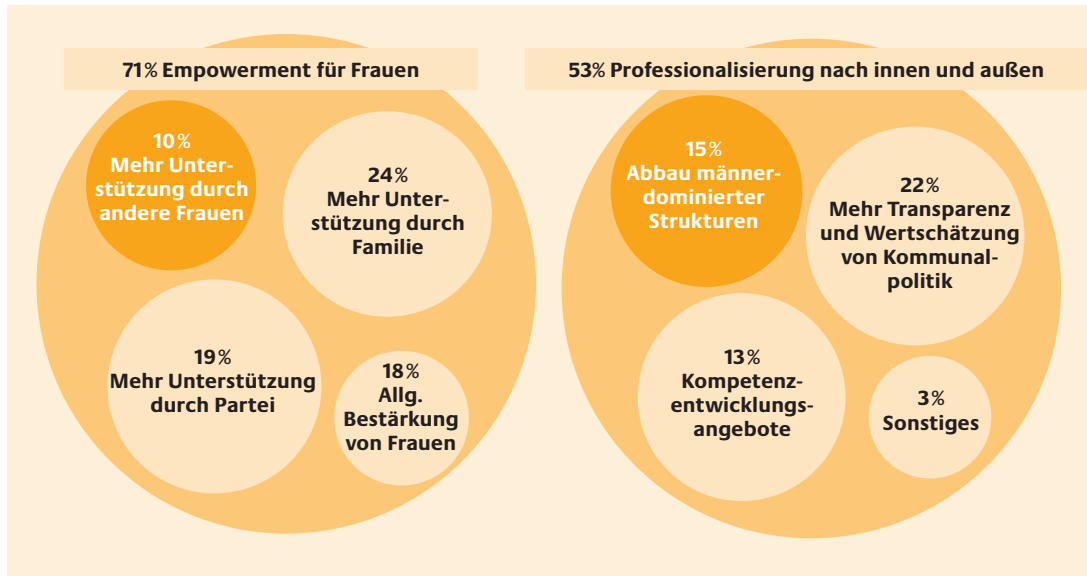 71% Empowerment für Frauen
10%
Mehr Unter-
stützung durch
andere Frauen
24%
Mehr Unter-
stützung durch
Familie
19%
Mehr Unterstützung
durch Partei
18%
Allg.
Bestärkung
von Frauen
53% Professionalisierung nach innen und außen
15%
Abbau männer-
dominierter
Strukturen
22%
Mehr Transparenz
und Wertschätzung
von Kommunal-
politik
13%
Kompetenz-
entwicklungs-
angebote
3%
Sonstiges